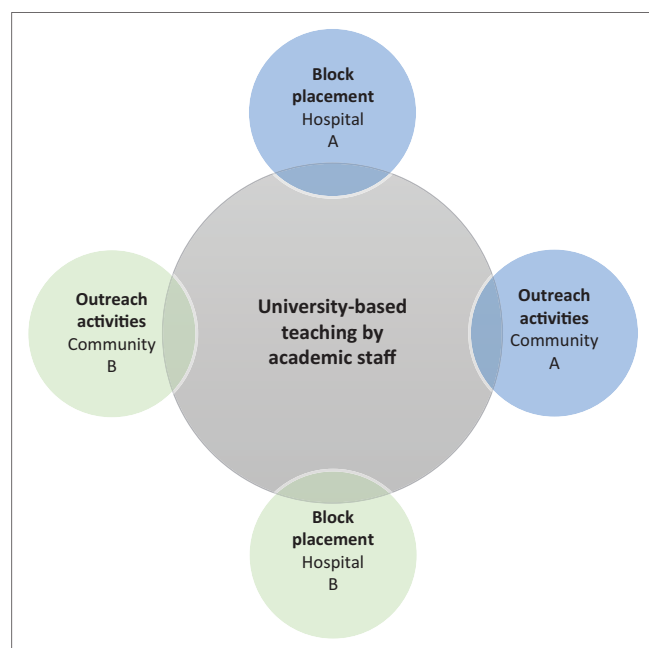 Block
placement
Hospital
A
Outreach
activities
Community
B
University-based
teaching by
academic staff
Outreach
activities
Community
A
Block
placement
Hospital
B